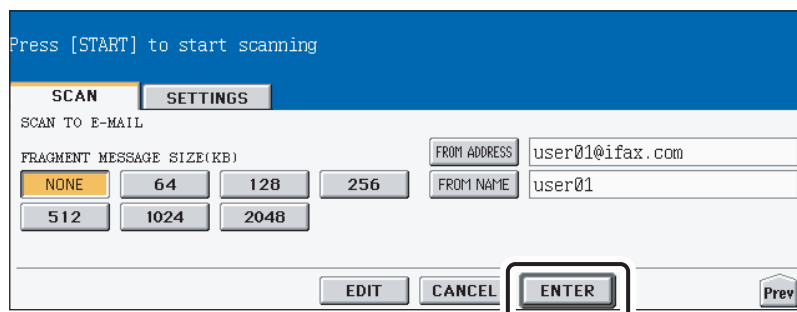 Press [START] to start scanning
SCAN SETTINGS
SCAN TO E-MAIL
FRAGMENT MESSAGE SIZE(KB)
NONE 64 128 256
512 1024 2048
FROM ADDRESS user01@ifax.com
FROM NAME user01
EDIT CANCEL ENTER Prev